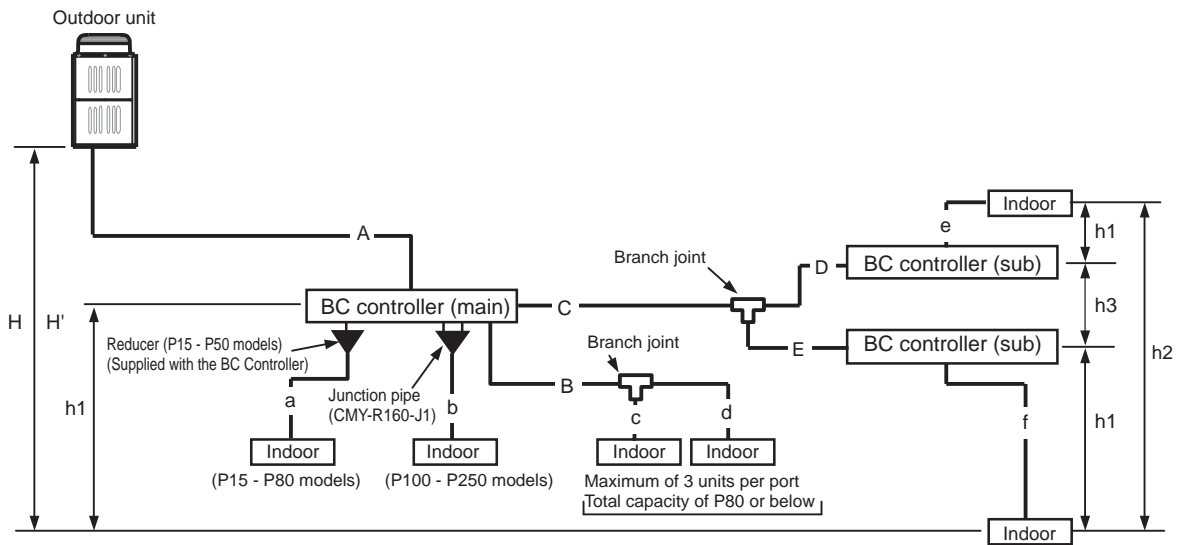 Outdoor unit
H
H'
A
Indoor
e
h1
Branch joint
D
BC controller (sub)
BC controller (main)
C
h3
h2
Reducer (P15 - P50 models)
(Supplied with the BC Controller)
Branch joint
E
BC controller (sub)
h1
a
Junction pipe
(CMY-R160-J1)
b
B
c
d
f
h1
Indoor
Indoor
Indoor
Indoor
(P15 - P80 models)
(P100 - P250 models)
Maximum of 3 units per port
Total capacity of P80 or below
Indoor